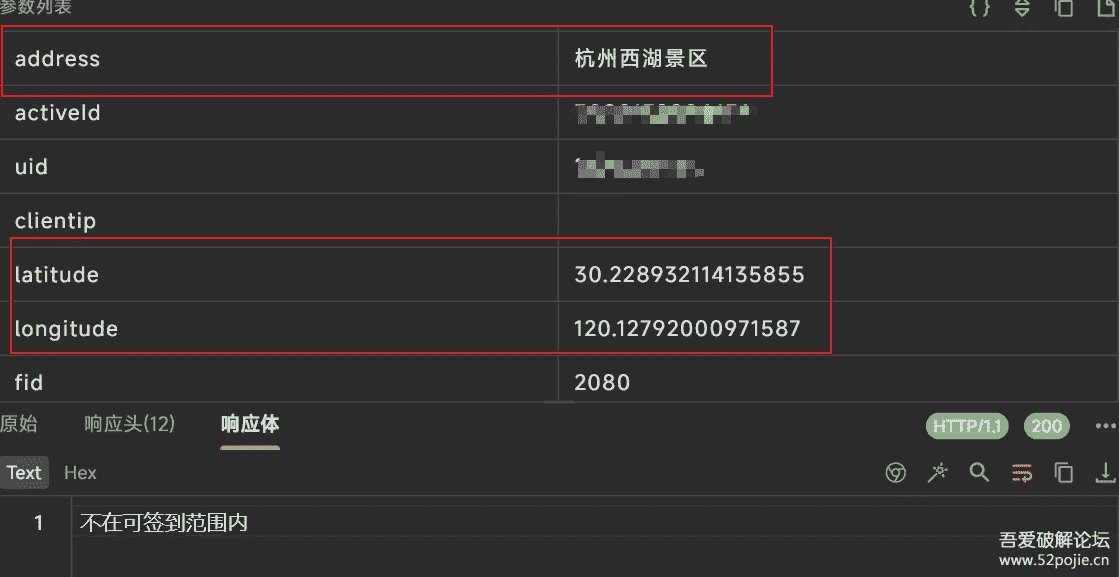 参数列表
address 杭州西湖景区
activeId
uid
clientip
latitude 30.228932114135855
longitude 120.12792000971587
fid 2080
原始 响应头(12) 响应体 HTTP/1.1 200
Text Hex
1 不在可签到范围内
吾爱破解论坛
www.52pojie.cn